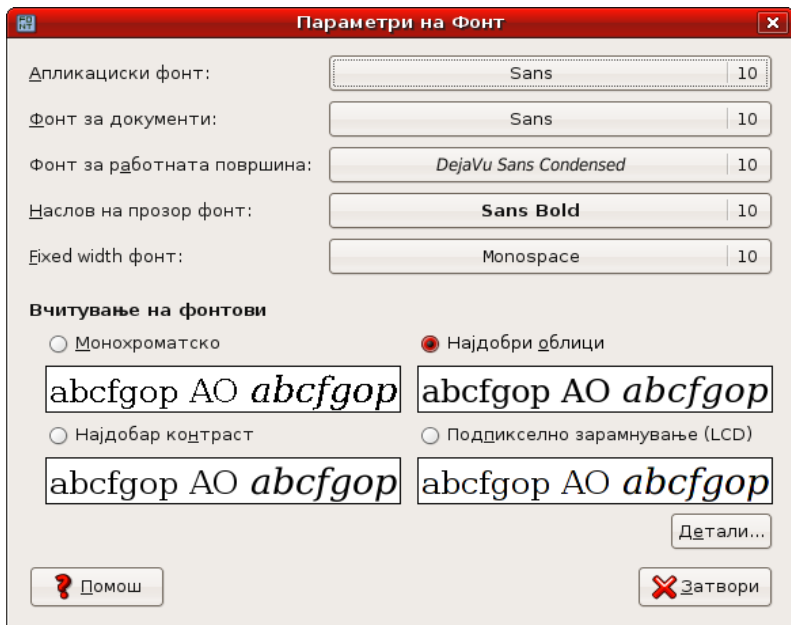 FO
NT
Параметри на Фонт
Апликациски фонт: Sans 10
Фонт за документи: Sans 10
Фонт за работната површина: DejaVu Sans Condensed 10
Наслов на прозор фонт: Sans Bold 10
Fixed width фонт: Monospace 10
Вчитување на фонтови
Монохроматско Најдобри облици
abcfgop AO abcfgop abcfgop AO abcfgop
Најдобар контраст Подпикселно зарамнување (LCD)
abcfgop AO abcfgop abcfgop AO abcfgop
Детали...
Помош Затвори